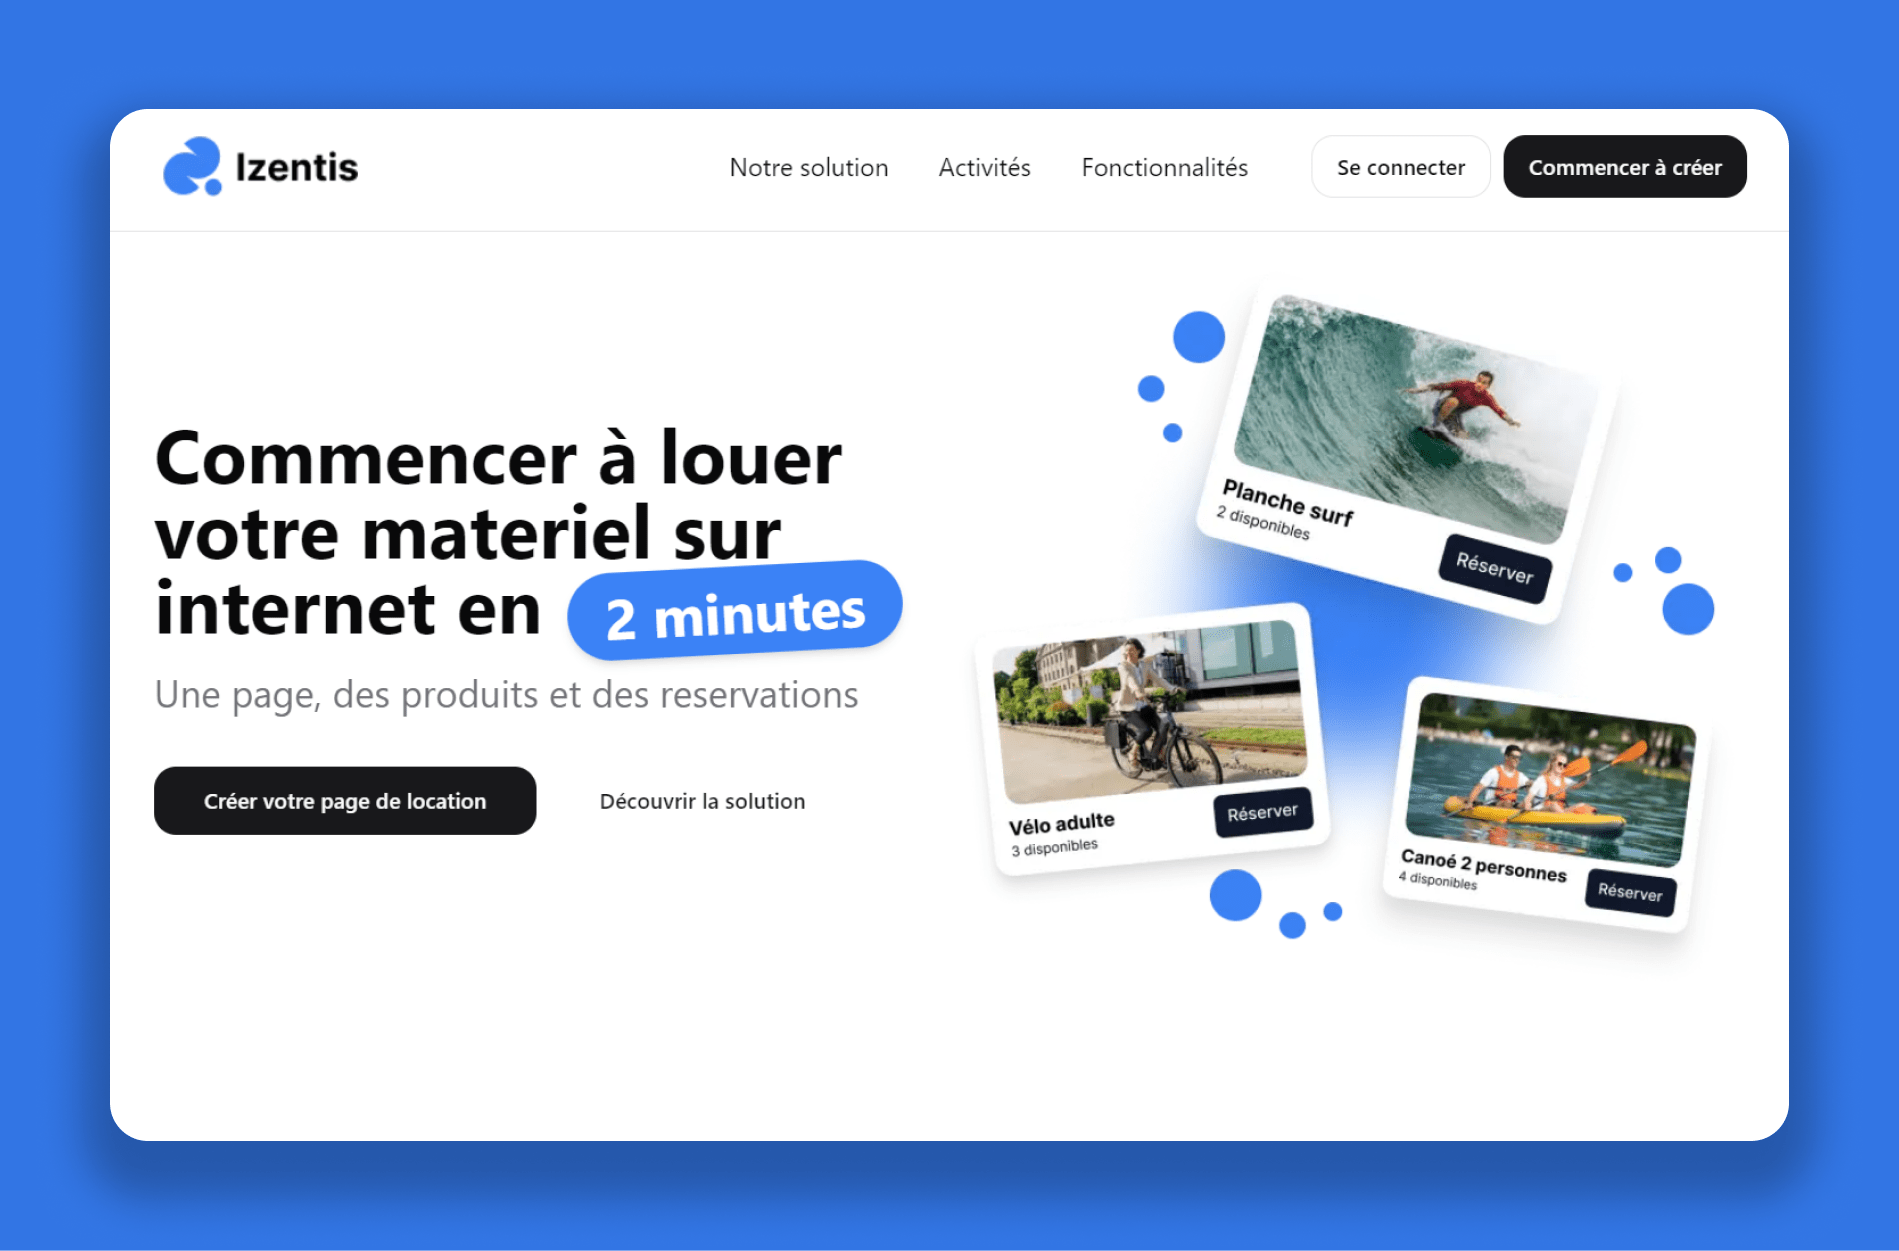 Izentis
Notre solution
Activités
Fonctionnalités
Se connecter
Commencer à créer
Commencer à louer
votre materiel sur
internet en 2 minutes
Une page, des produits et des reservations
Créer votre page de location
Découvrir la solution
Planche surf
2 disponibles
Réserver
Vélo adulte
3 disponibles
Réserver
Canoé 2 personnes
4 disponibles
Réserver